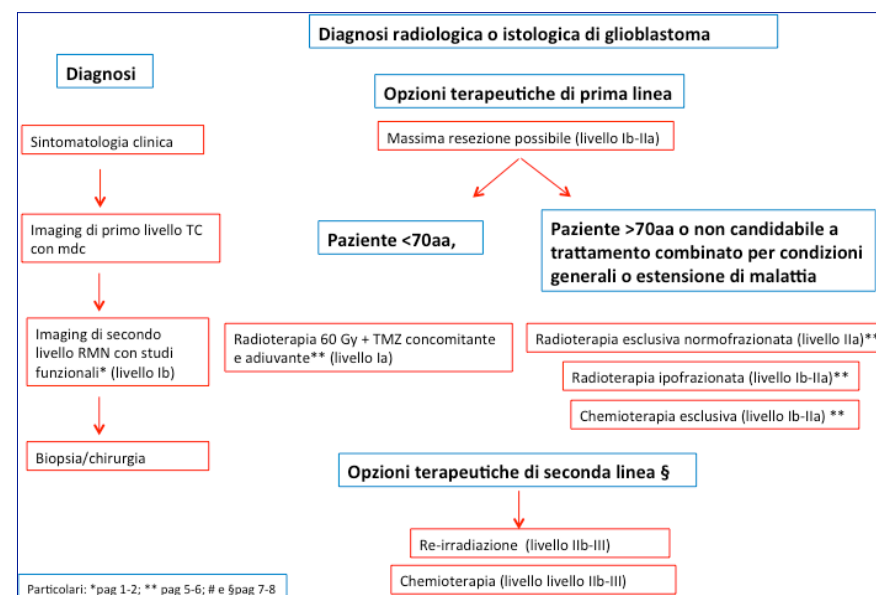 Diagnosi radiologica o istologica di glioblastoma
Diagnosi
Sintomatologia clinica
Imaging di primo livello TC
con mdc
Imaging di secondo
livello RMN con studi
funzionali* (livello Ib)
Biopsia/chirurgia
Opzioni terapeutiche di prima linea
Massima resezione possibile (livello Ib-IIa)
Paziente <70aa,
Paziente >70aa o non candidabile a
trattamento combinato per condizioni
generali o estensione di malattia
Radioterapia 60 Gy + TMZ concomitante
e adiuvante** (livello Ia)
Radioterapia esclusiva normofrazionata (livello IIa)**
Radioterapia ipofrazionata (livello Ib-IIa)**
Chemioterapia esclusiva (livello Ib-IIa) **
Opzioni terapeutiche di seconda linea §
Re-irradiazione (livello IIb-III)
Chemioterapia (livello livello IIb-III)
Particolari: *pag 1-2; ** pag 5-6; # e §pag 7-8